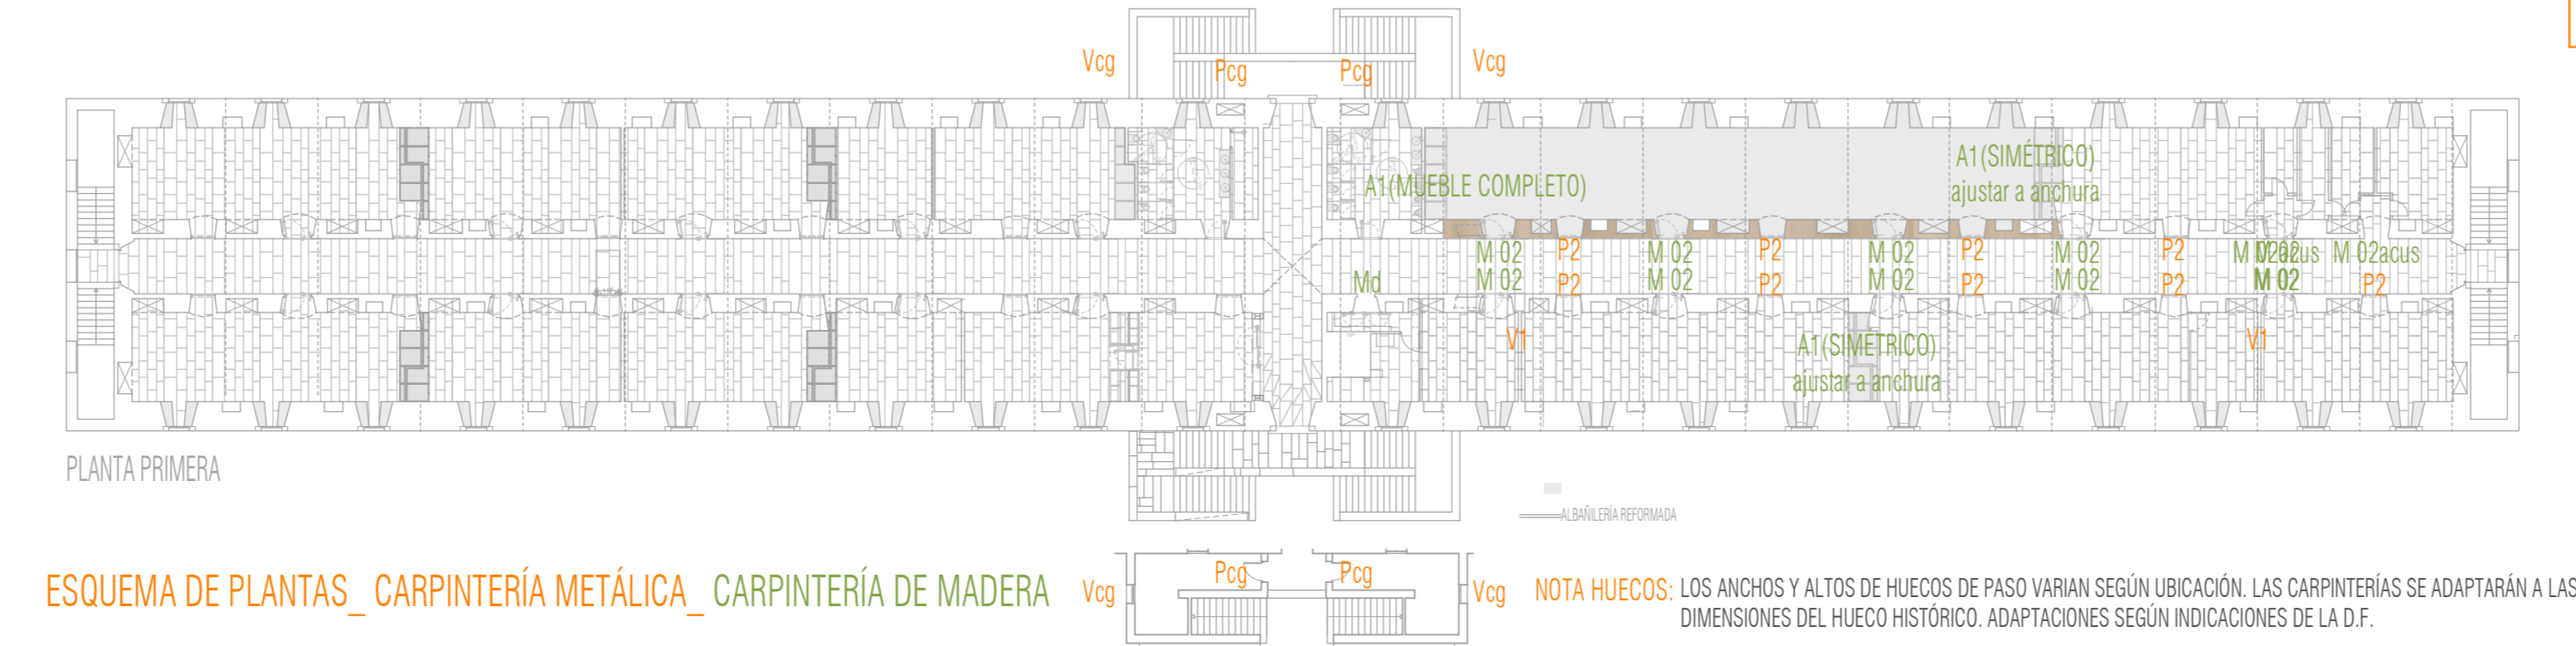 Vcg
Pcg
Pcg
Vcg
A1(SIMÉTRICO)
ajustar a anchura
A1(MUEBLE COMPLETO)
M 02 P2 M 02 P2 M 02 P2 M 02 P2 M 02acus M 02acus
Md
M 02 P2 M 02 P2 M 02 P2 M 02 P2 M 02 P2
V1
V1
A1(SIMÉTRICO)
ajustar a anchura
PLANTA PRIMERA
ALBAÑILERÍA REFORMADA
ESQUEMA DE PLANTAS_ CARPINTERÍA METÁLICA_ CARPINTERÍA DE MADERA
Vcg
Pcg
Pcg
Vcg
NOTA HUECOS: LOS ANCHOS Y ALTOS DE HUECOS DE PASO VARIAN SEGÚN UBICACIÓN. LAS CARPINTERÍAS SE ADAPTARÁN A LAS
DIMENSIONES DEL HUECO HISTÓRICO. ADAPTACIONES SEGÚN INDICACIONES DE LA D.F.